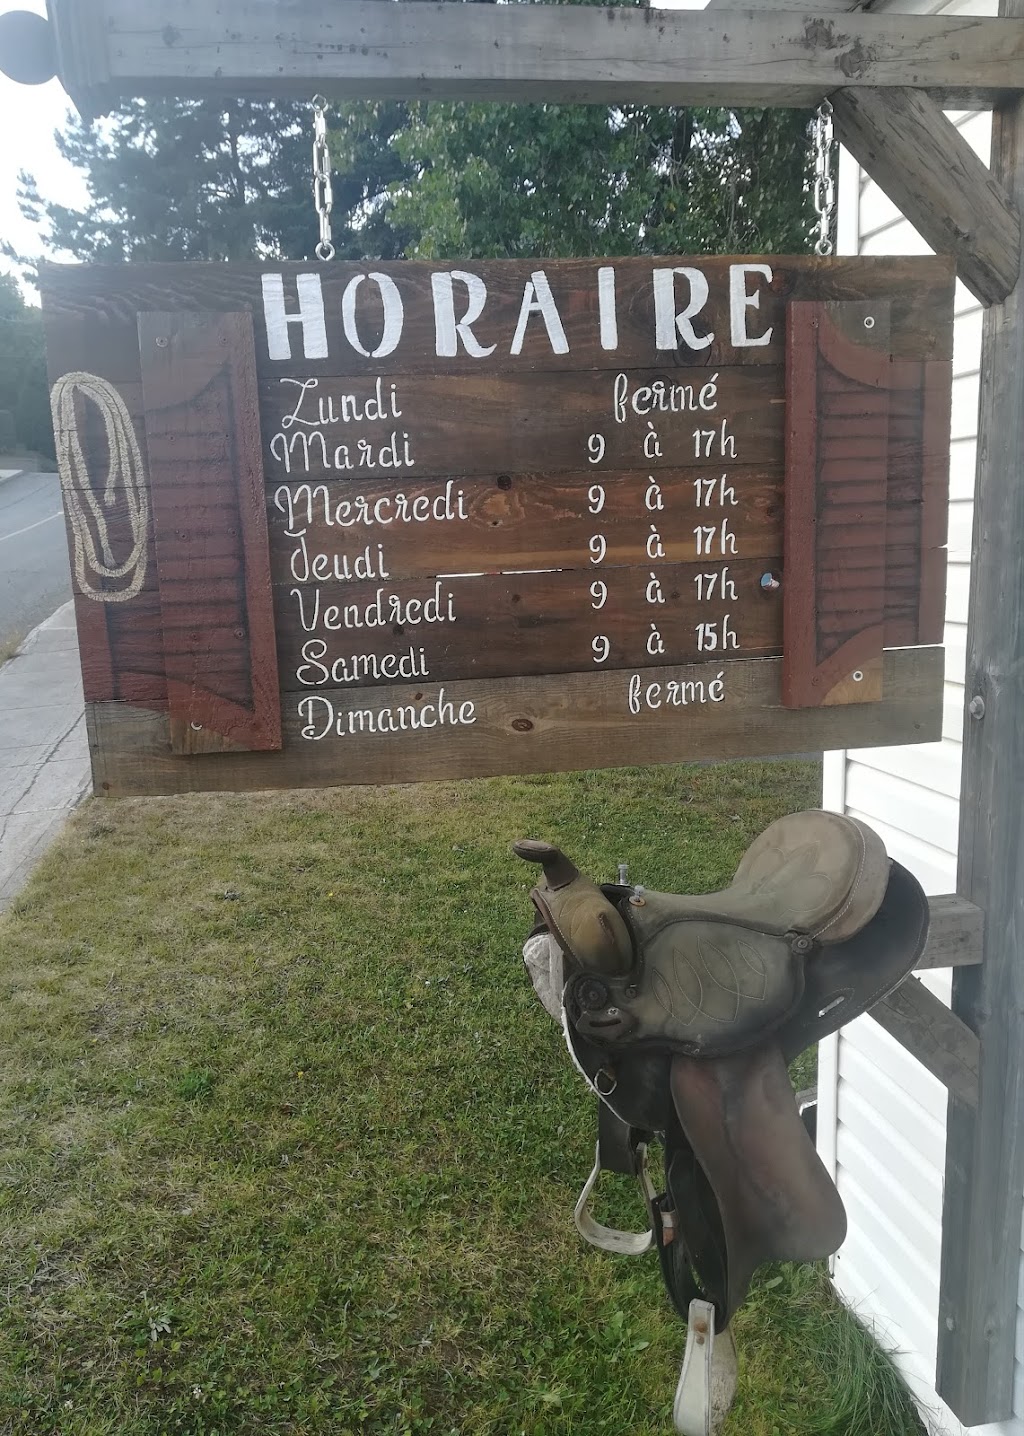 HORAIRE
Lundi fermé
Mardi 9 à 17h
Mercredi 9 à 17h
Jeudi 9 à 17h
Vendredi 9 à 17h
Samedi 9 à 15h
Dimanche fermé